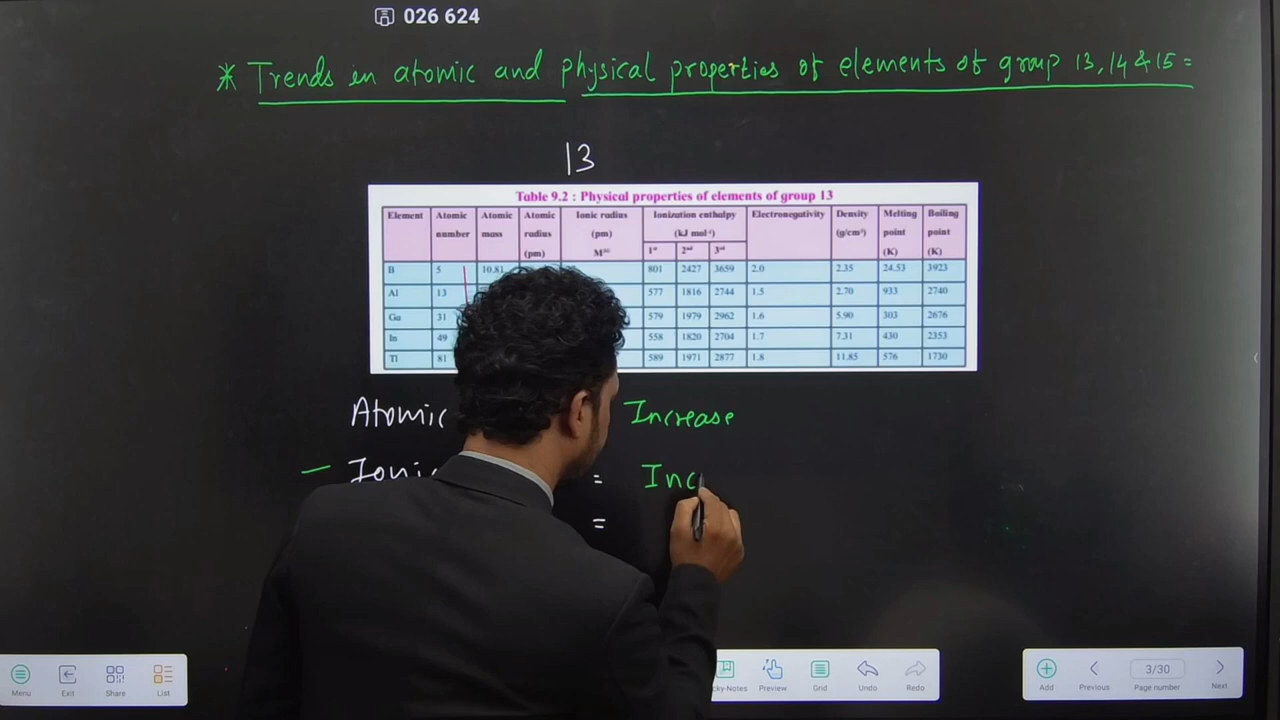 026 624
* Trends in atomic and physical properties of elements of group 13, 14 & 15 =
13
Table 9.2 : Physical properties of elements of group 13
Element Atomic number Atomic mass Atomic radius (pm) Ionic radius (pm) M³⁺ Ionization enthalpy (kJ mol⁻¹) 1st 2nd 3rd Electronegativity Density (g/cm³) Melting point (K) Boiling point (K)
B 5 10.81 801 2427 3659 2.0 2.35 24.53 3923
Al 13 577 1816 2744 1.5 2.70 933 2740
Ga 31 579 1979 2962 1.6 5.90 303 2676
In 49 558 1820 2704 1.7 7.31 430 2353
Tl 81 589 1971 2877 1.8 11.85 576 1730
Atomic Increase
– Ionic = Inc
=
Menu Exit Share List cky-Notes Preview Grid Undo Redo Add Previous 3/30 Page number Next